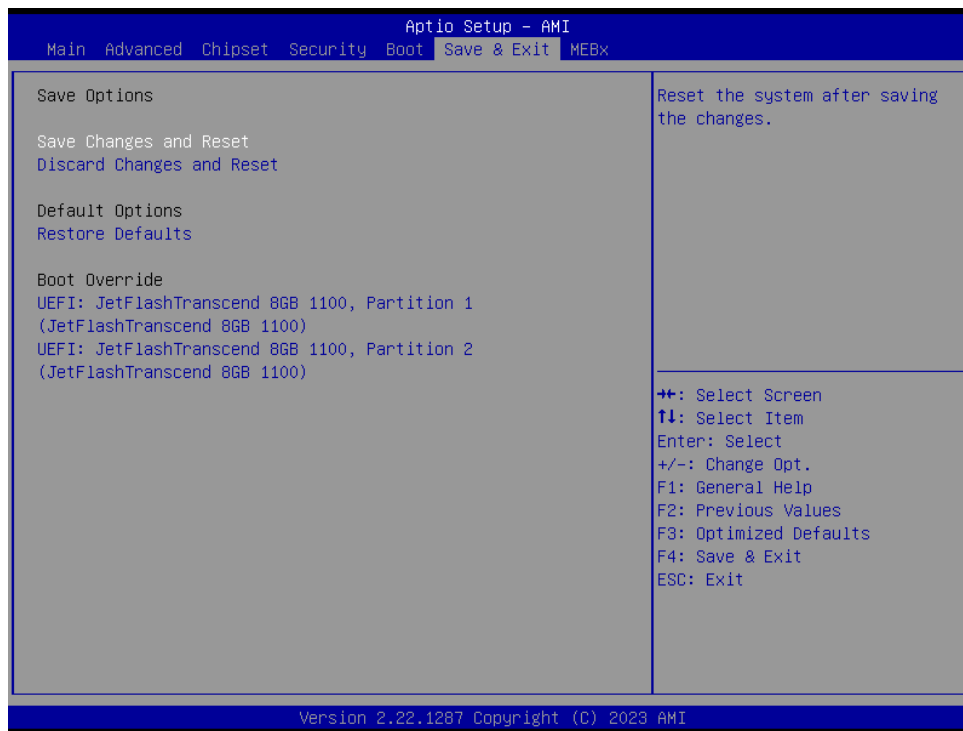 Aptio Setup – AMI
Main Advanced Chipset Security Boot Save & Exit MEBx
Save Options
Save Changes and Reset
Discard Changes and Reset
Default Options
Restore Defaults
Boot Override
UEFI: JetFlashTranscend 8GB 1100, Partition 1
(JetFlashTranscend 8GB 1100)
UEFI: JetFlashTranscend 8GB 1100, Partition 2
(JetFlashTranscend 8GB 1100)
Reset the system after saving
the changes.
→←: Select Screen
↑↓: Select Item
Enter: Select
+/-: Change Opt.
F1: General Help
F2: Previous Values
F3: Optimized Defaults
F4: Save & Exit
ESC: Exit
Version 2.22.1287 Copyright (C) 2023 AMI